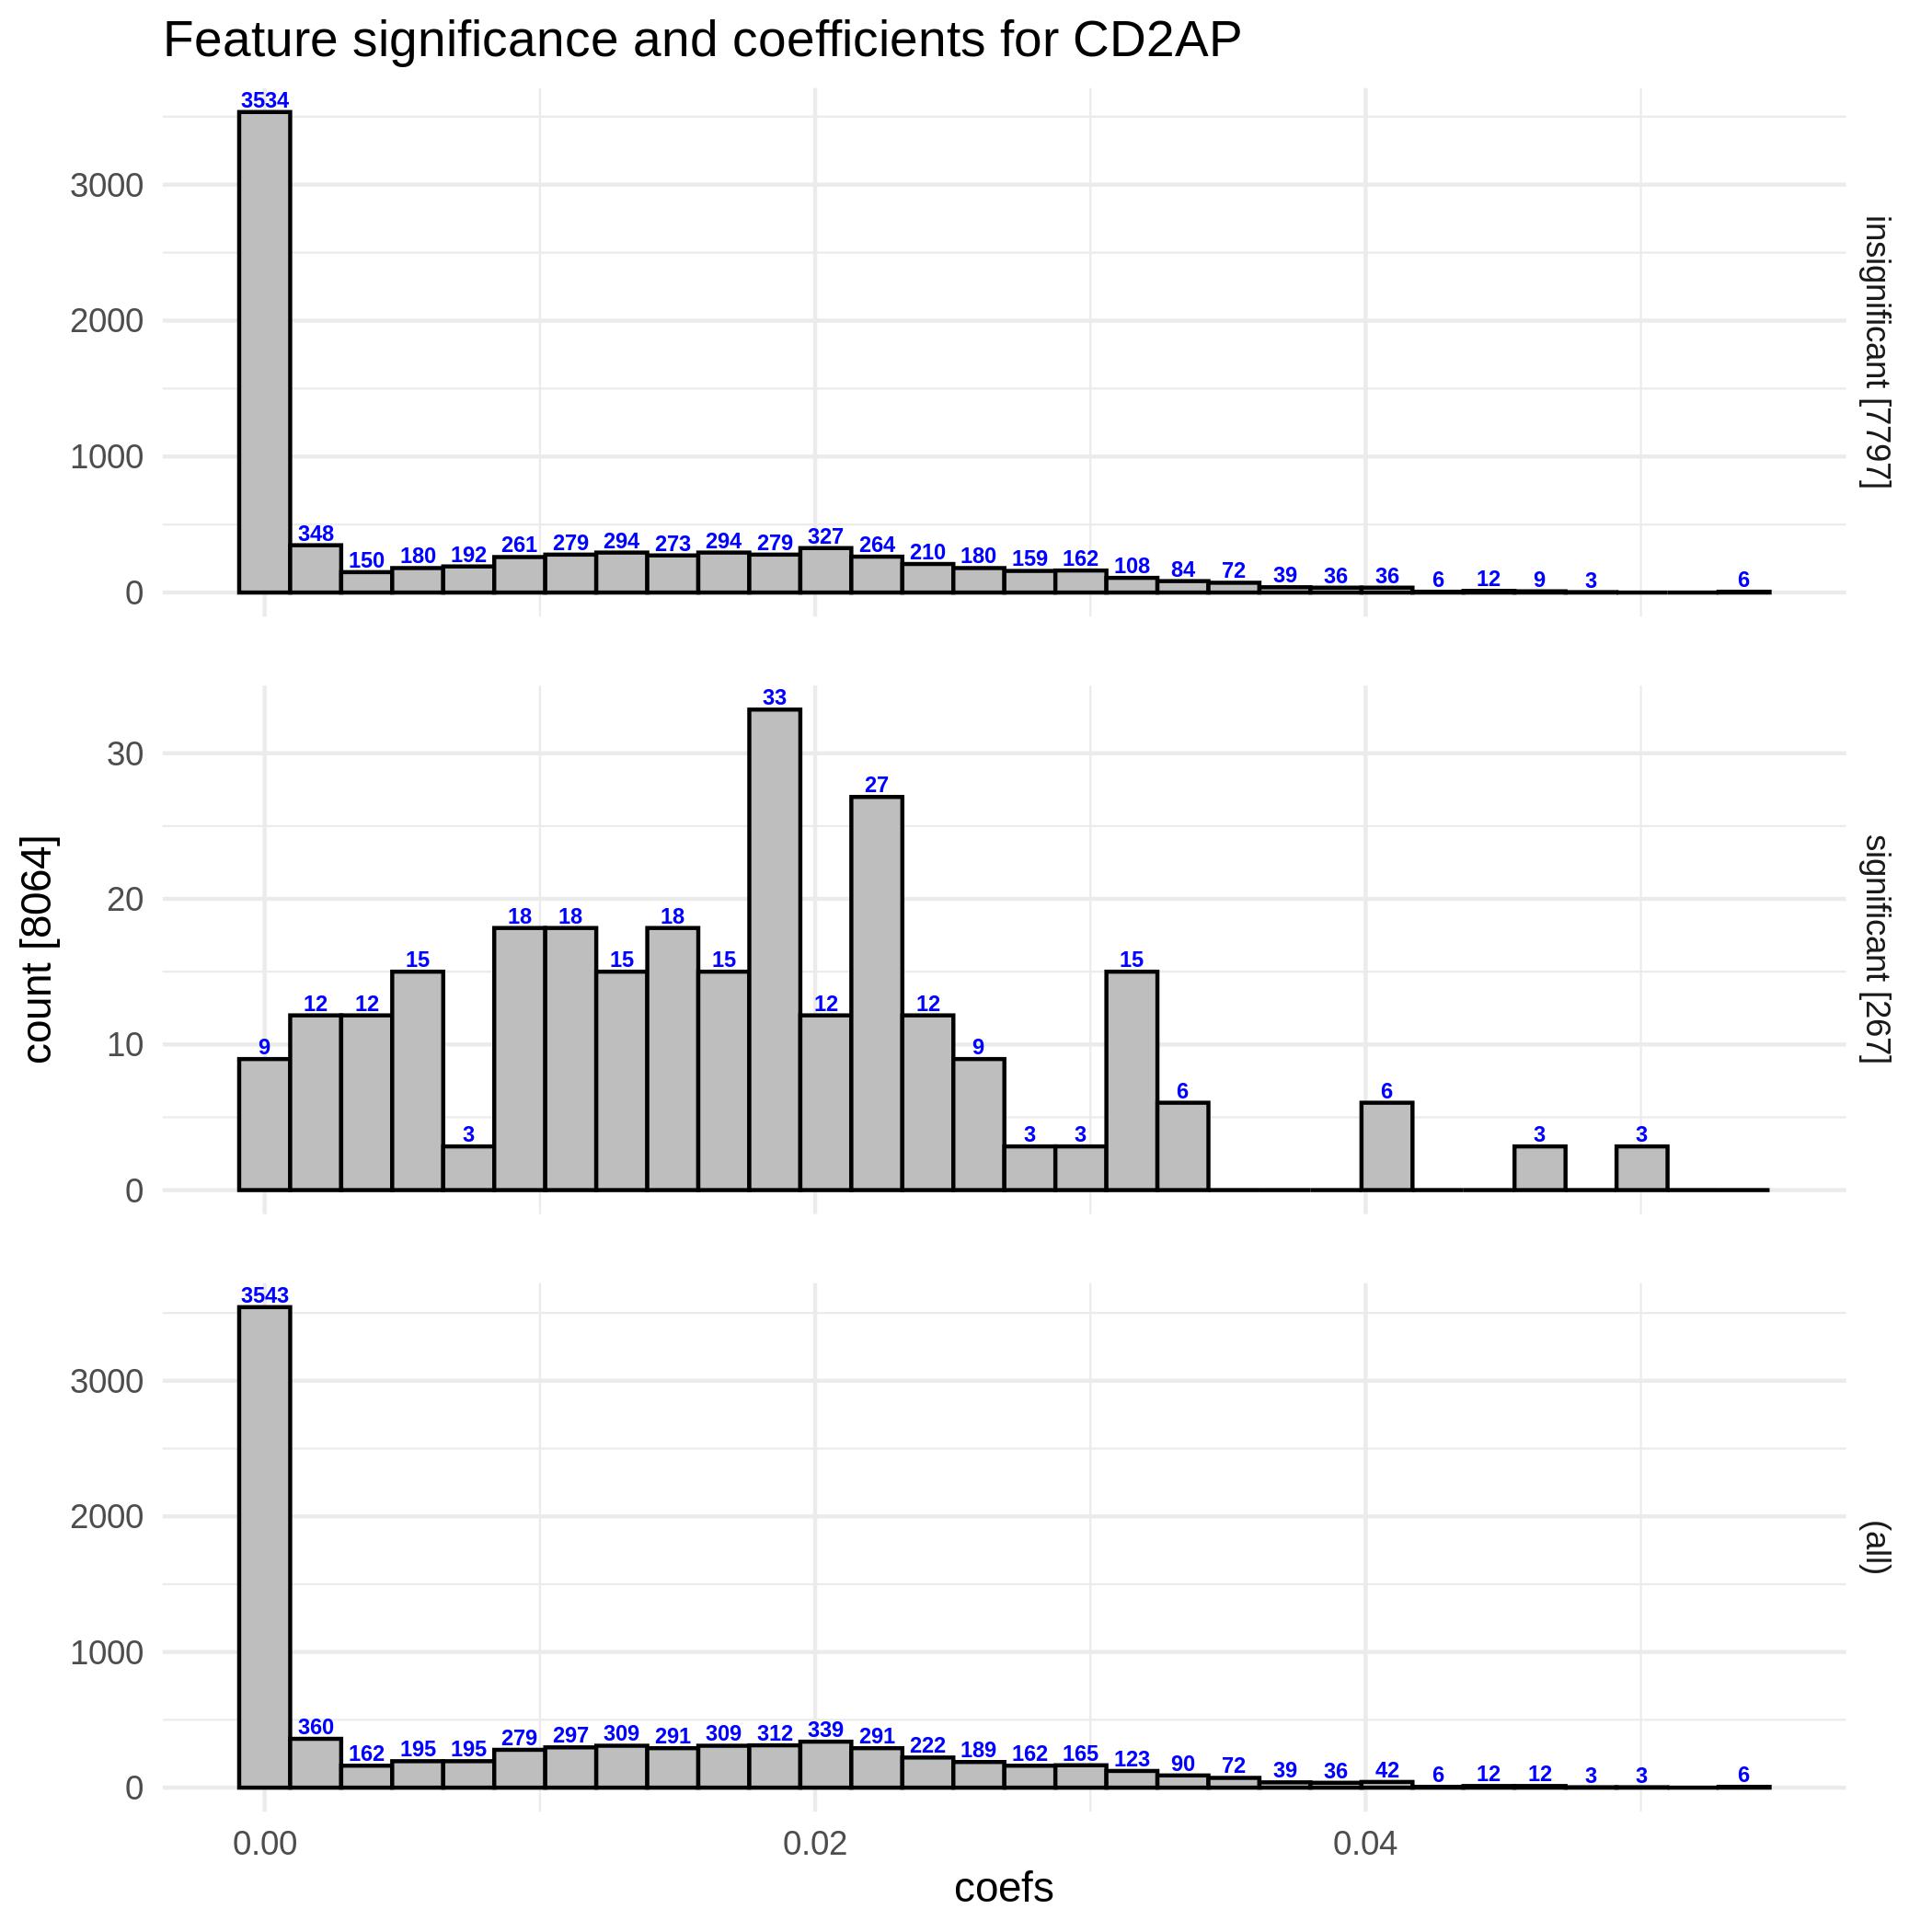 Feature significance and coefficients for CD2AP
3534
348 150 180 192 261 279 294 273 294 279 327 264 210 180 159 162 108 84 72 39 36 36 6 12 9 3 6
3000
2000
1000
0
insignificant [7797]
33
27
18 18 15 18 15
15
12 12 15 3
9
12 12 9 3 3 15 6 6 3 3
30
20
10
0
significant [267]
count [8064]
3543
360 162 195 195 279 297 309 291 309 312 339 291 222 189 162 165 123 90 72 39 36 42 6 12 12 3 3 6
3000
2000
1000
0
(all)
0.00 0.02 0.04
coefs